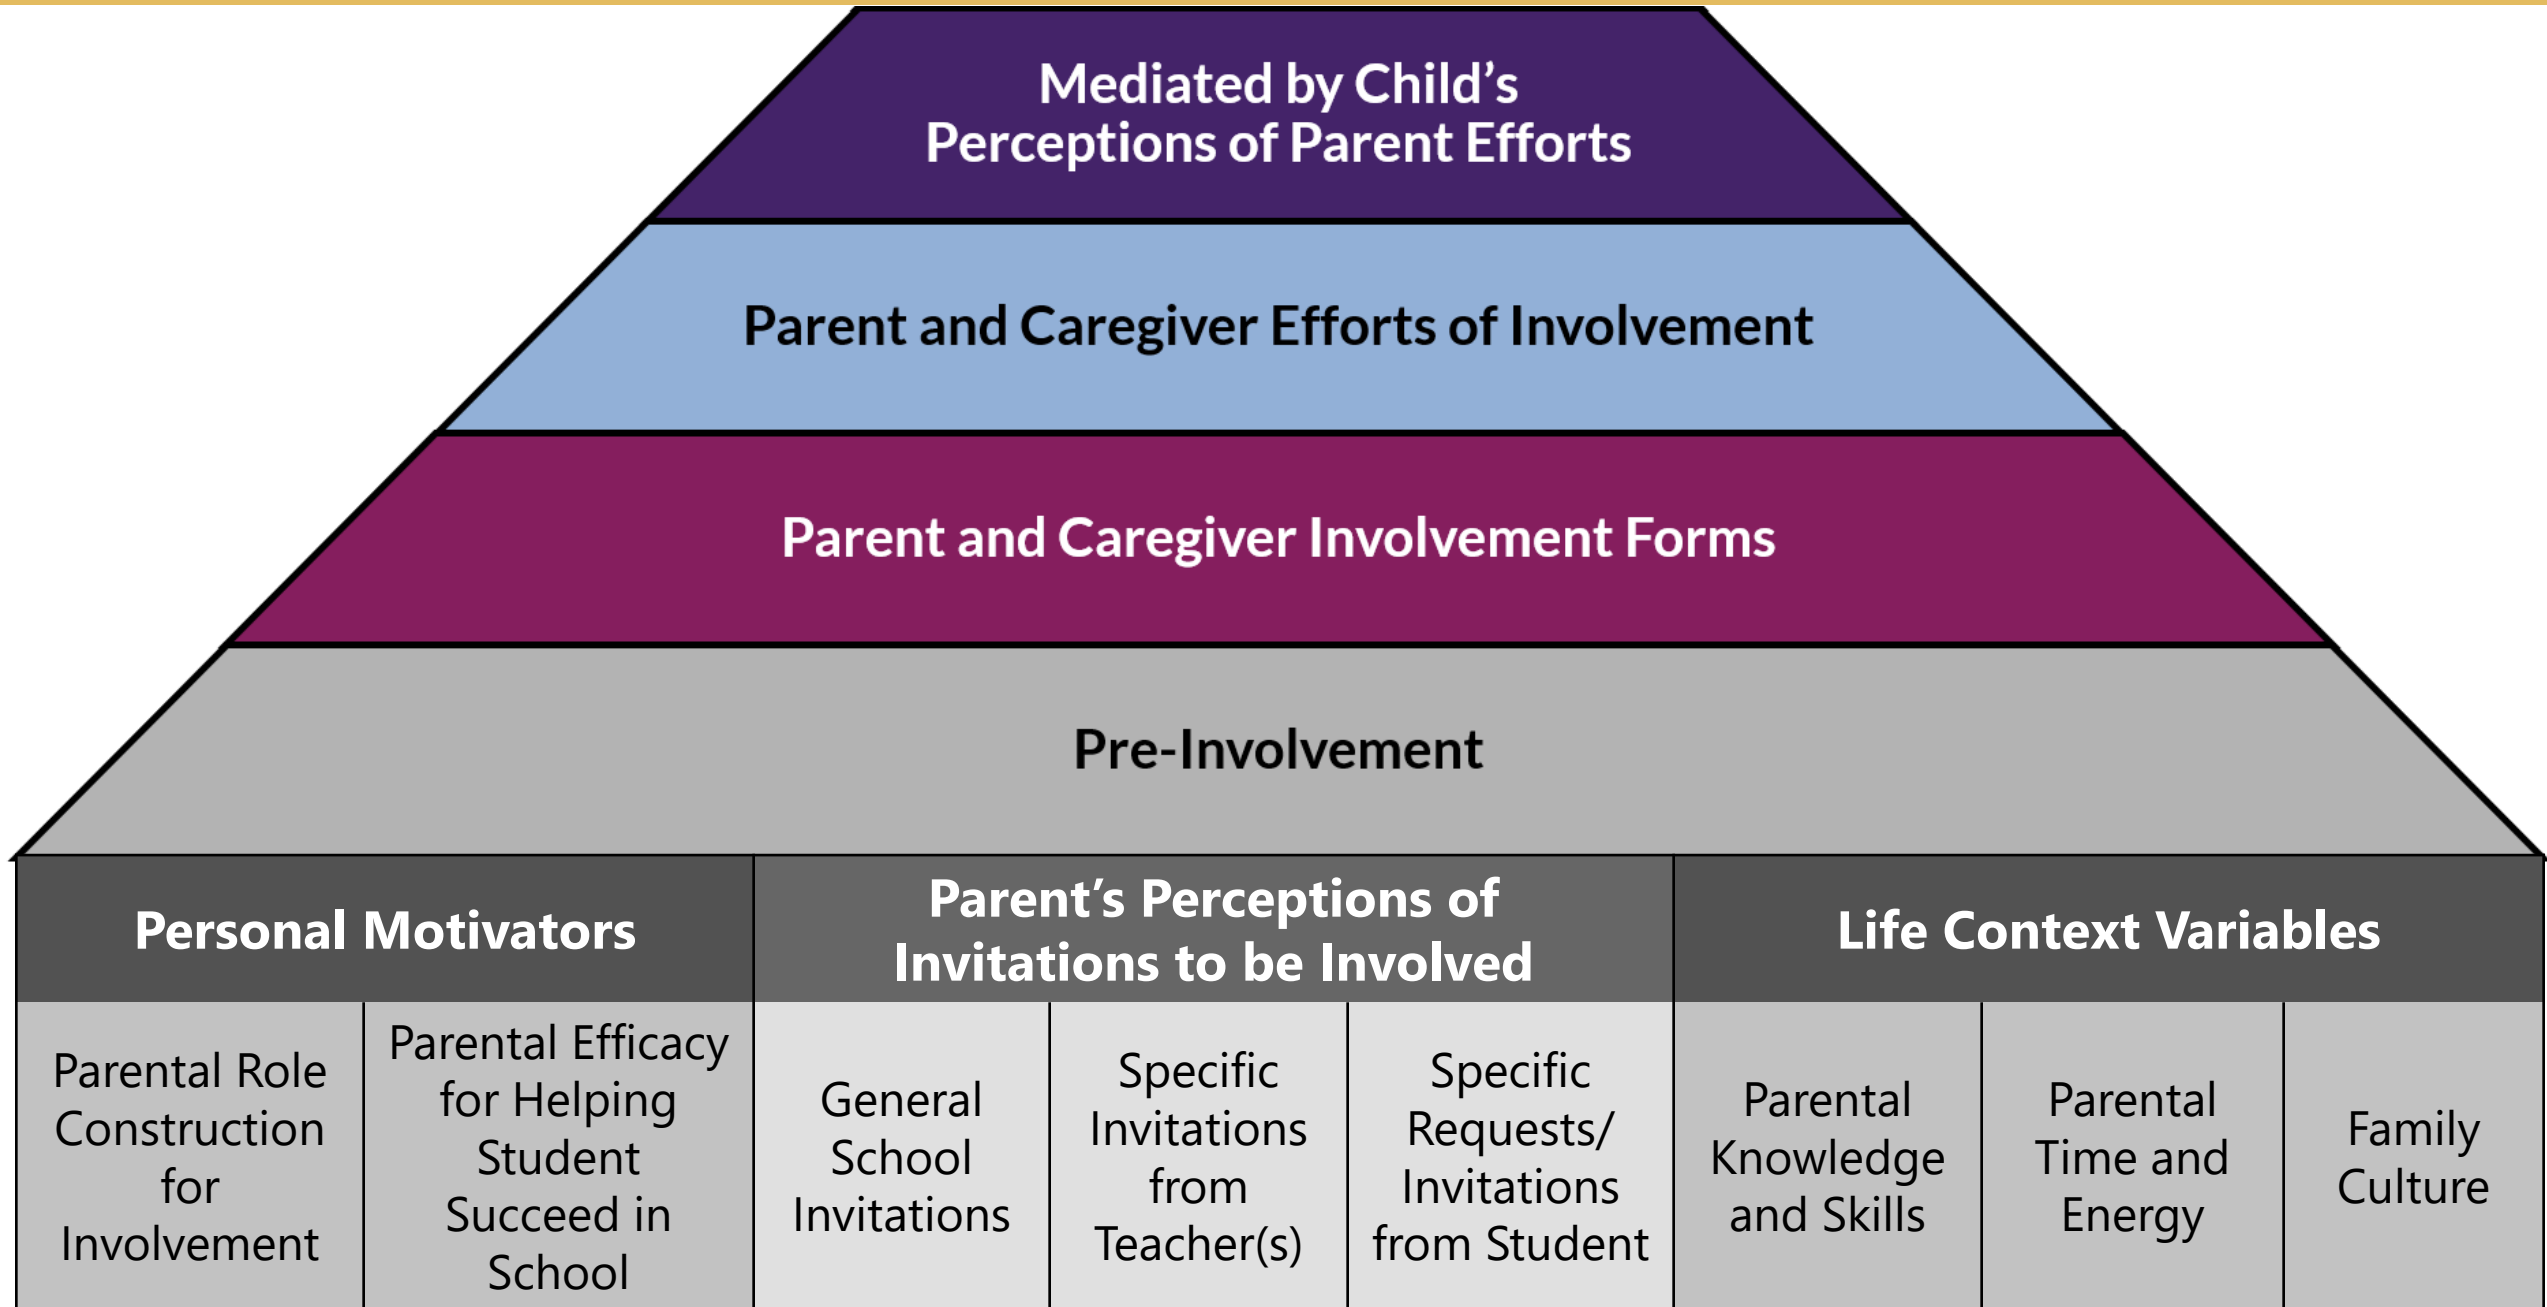 Mediated by Child’s
Perceptions of Parent Efforts
Parent and Caregiver Efforts of Involvement
Parent and Caregiver Involvement Forms
Pre-Involvement
Personal Motivators
Parent’s Perceptions of
Invitations to be Involved
Life Context Variables
Parental Role
Construction
for
Involvement
Parental Efficacy
for Helping
Student
Succeed in
School
General
School
Invitations
Specific
Invitations
from
Teacher(s)
Specific
Requests/
Invitations
from Student
Parental
Knowledge
and Skills
Parental
Time and
Energy
Family
Culture